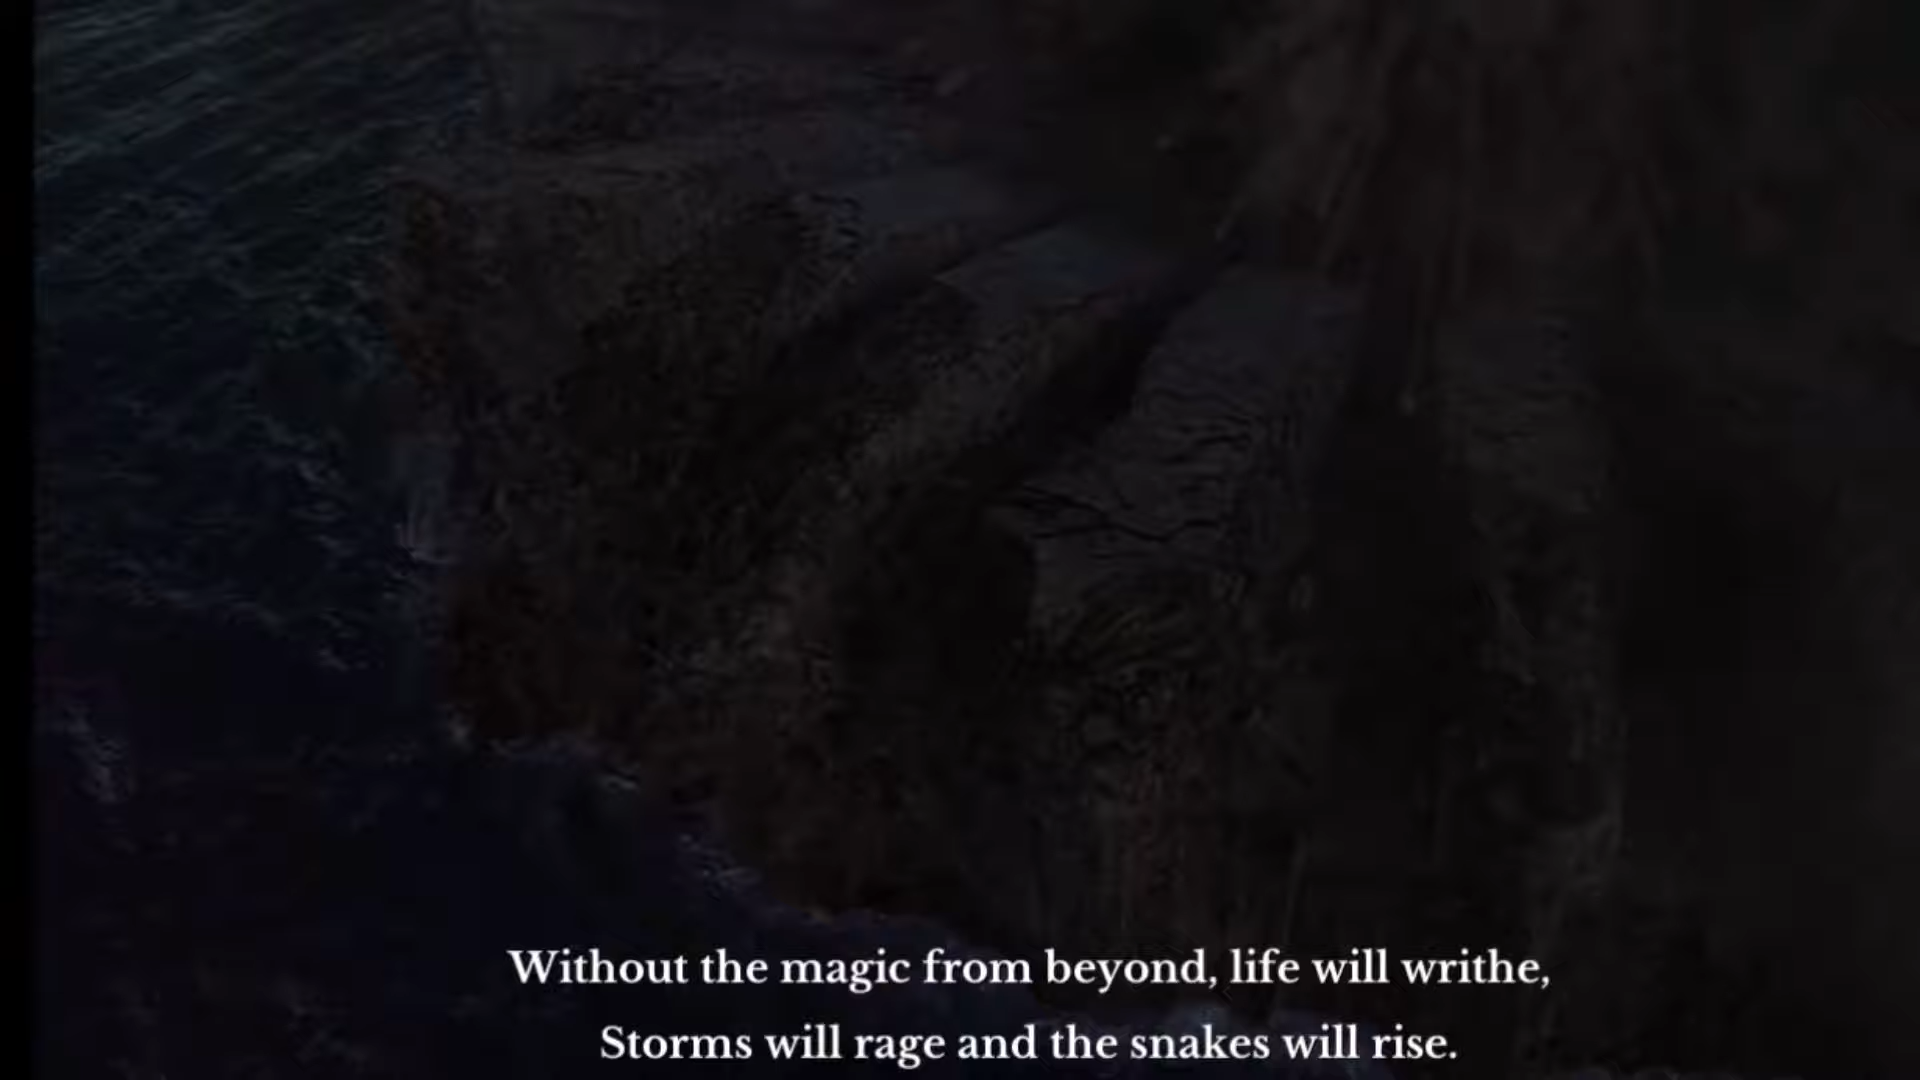 Without the magic from beyond, life will writhe,
Storms will rage and the snakes will rise.